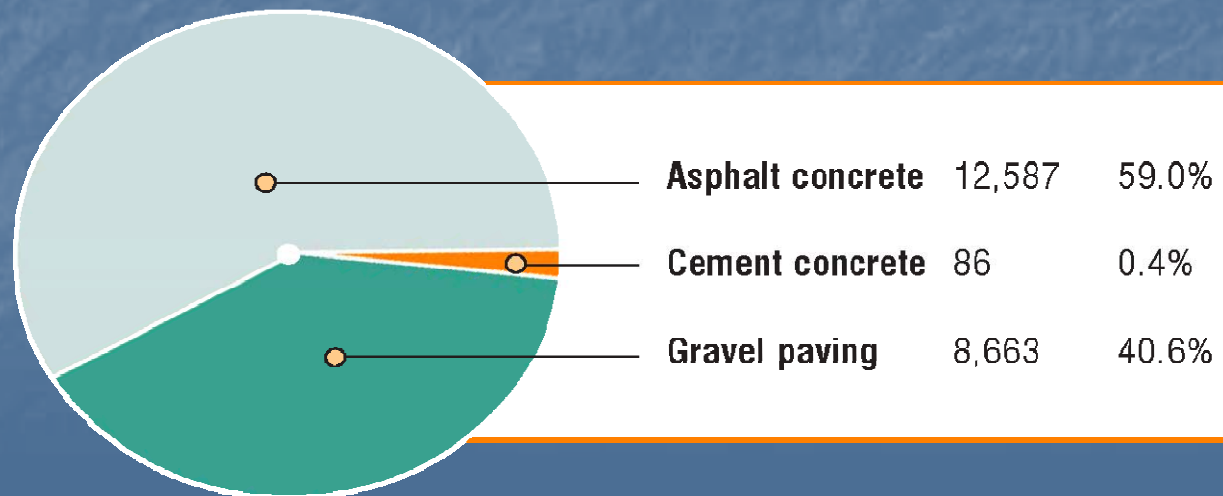 Asphalt concrete 12,587 59.0%
Cement concrete 86 0.4%
Gravel paving 8,663 40.6%